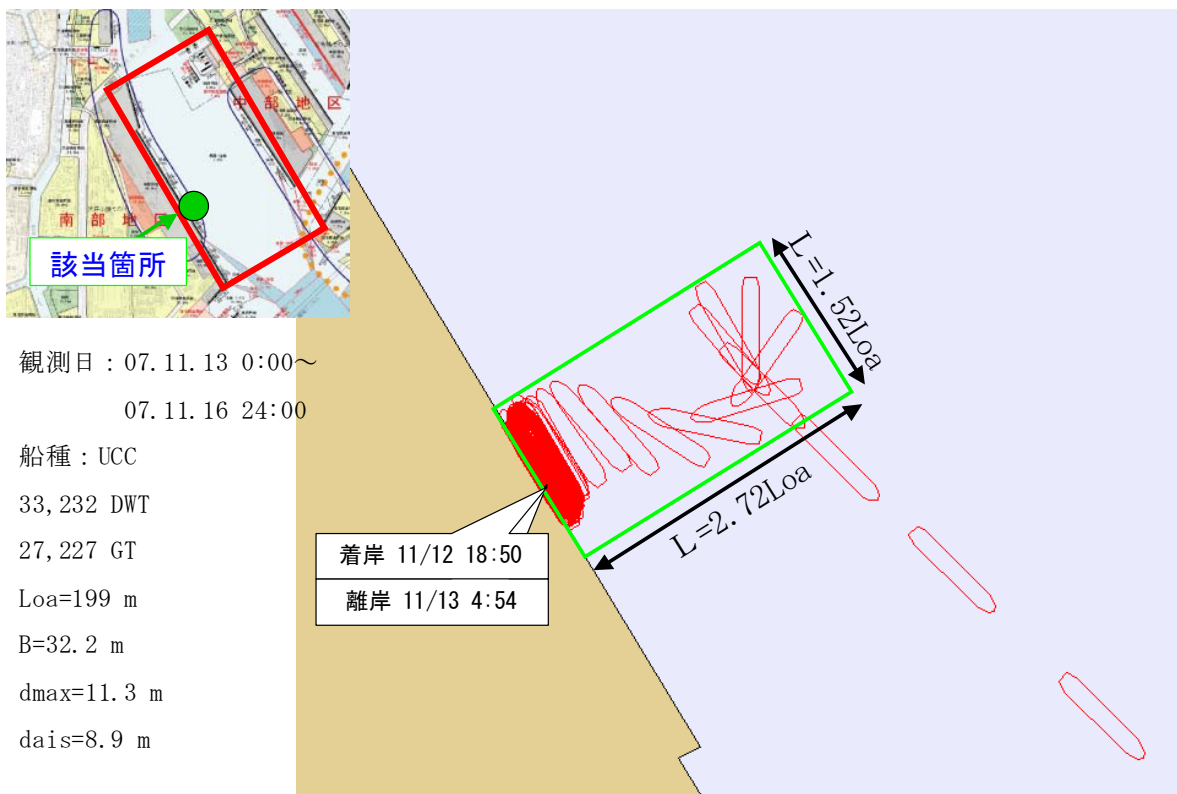 中部地区
南部地区
該当箇所
観測日：07.11.13 0:00～
07.11.16 24:00
船種：UCC
33,232 DWT
27,227 GT
Loa=199 m
B=32.2 m
dmax=11.3 m
dais=8.9 m
着岸 11/12 18:50
離岸 11/13 4:54
L=1.52Loa
L=2.72Loa